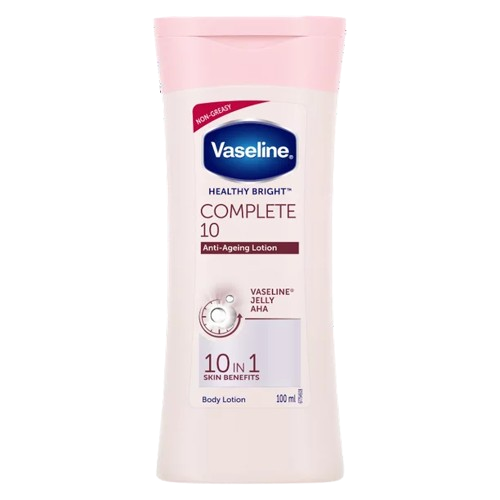 NON-GREASY
Vaseline®
HEALTHY BRIGHT™
COMPLETE
10
Anti-Ageing Lotion
VASELINE®
JELLY
AHA
10 IN 1
SKIN BENEFITS
Body Lotion
100 ml